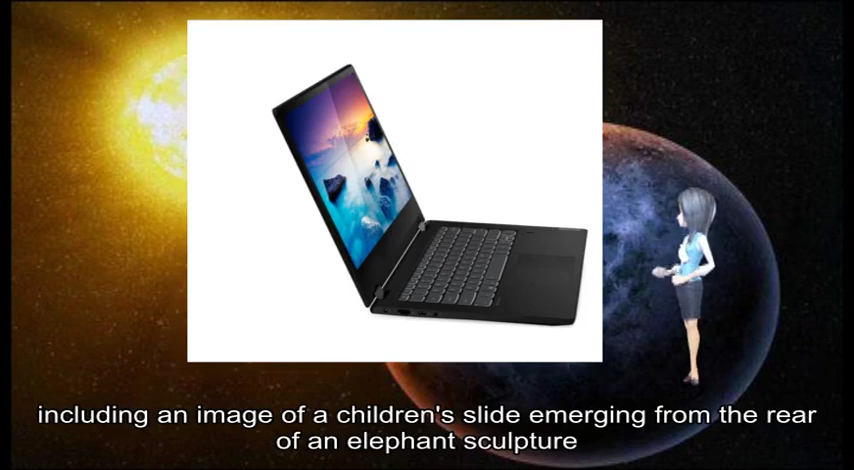 including an image of a children's slide emerging from the rear
of an elephant sculpture